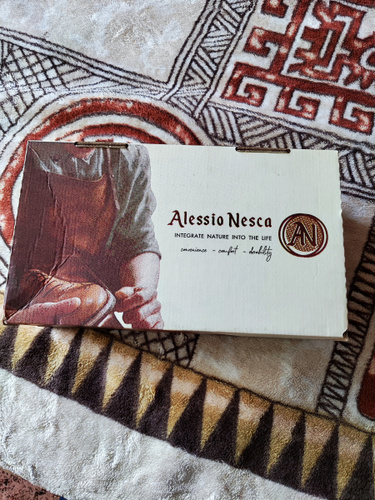 Alessio Nesca
INTEGRATE NATURE INTO THE LIFE
convenience - comfort - durability
AN